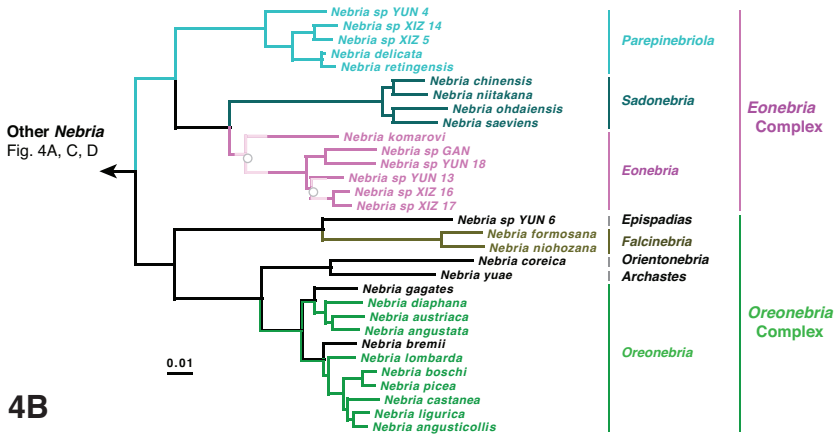 Nebria sp YUN 4
Nebria sp XIZ 14
Nebria sp XIZ 5
Nebria delicata
Nebria retingensis
Parepinebriola
Nebria chinensis
Nebria niitakana
Nebria ohdaiensis
Nebria saeviens
Sadonebria
Eonebria
Complex
Other Nebria
Fig. 4A, C, D
Nebria komarovi
Nebria sp GAN
Nebria sp YUN 18
Nebria sp YUN 13
Nebria sp XIZ 16
Nebria sp XIZ 17
Eonebria
Nebria sp YUN 6
Epispadias
Nebria formosana
Nebria niohozana
Falcinebria
Nebria coreica
Orientonebria
Nebria yuae
Archastes
Nebria gagates
Nebria diaphana
Nebria austriaca
Nebria angustata
Nebria bremii
Nebria lombarda
Nebria boschi
Nebria picea
Nebria castanea
Nebria ligurica
Nebria angusticollis
Oreonebria
Oreonebria
Complex
0.01
4B